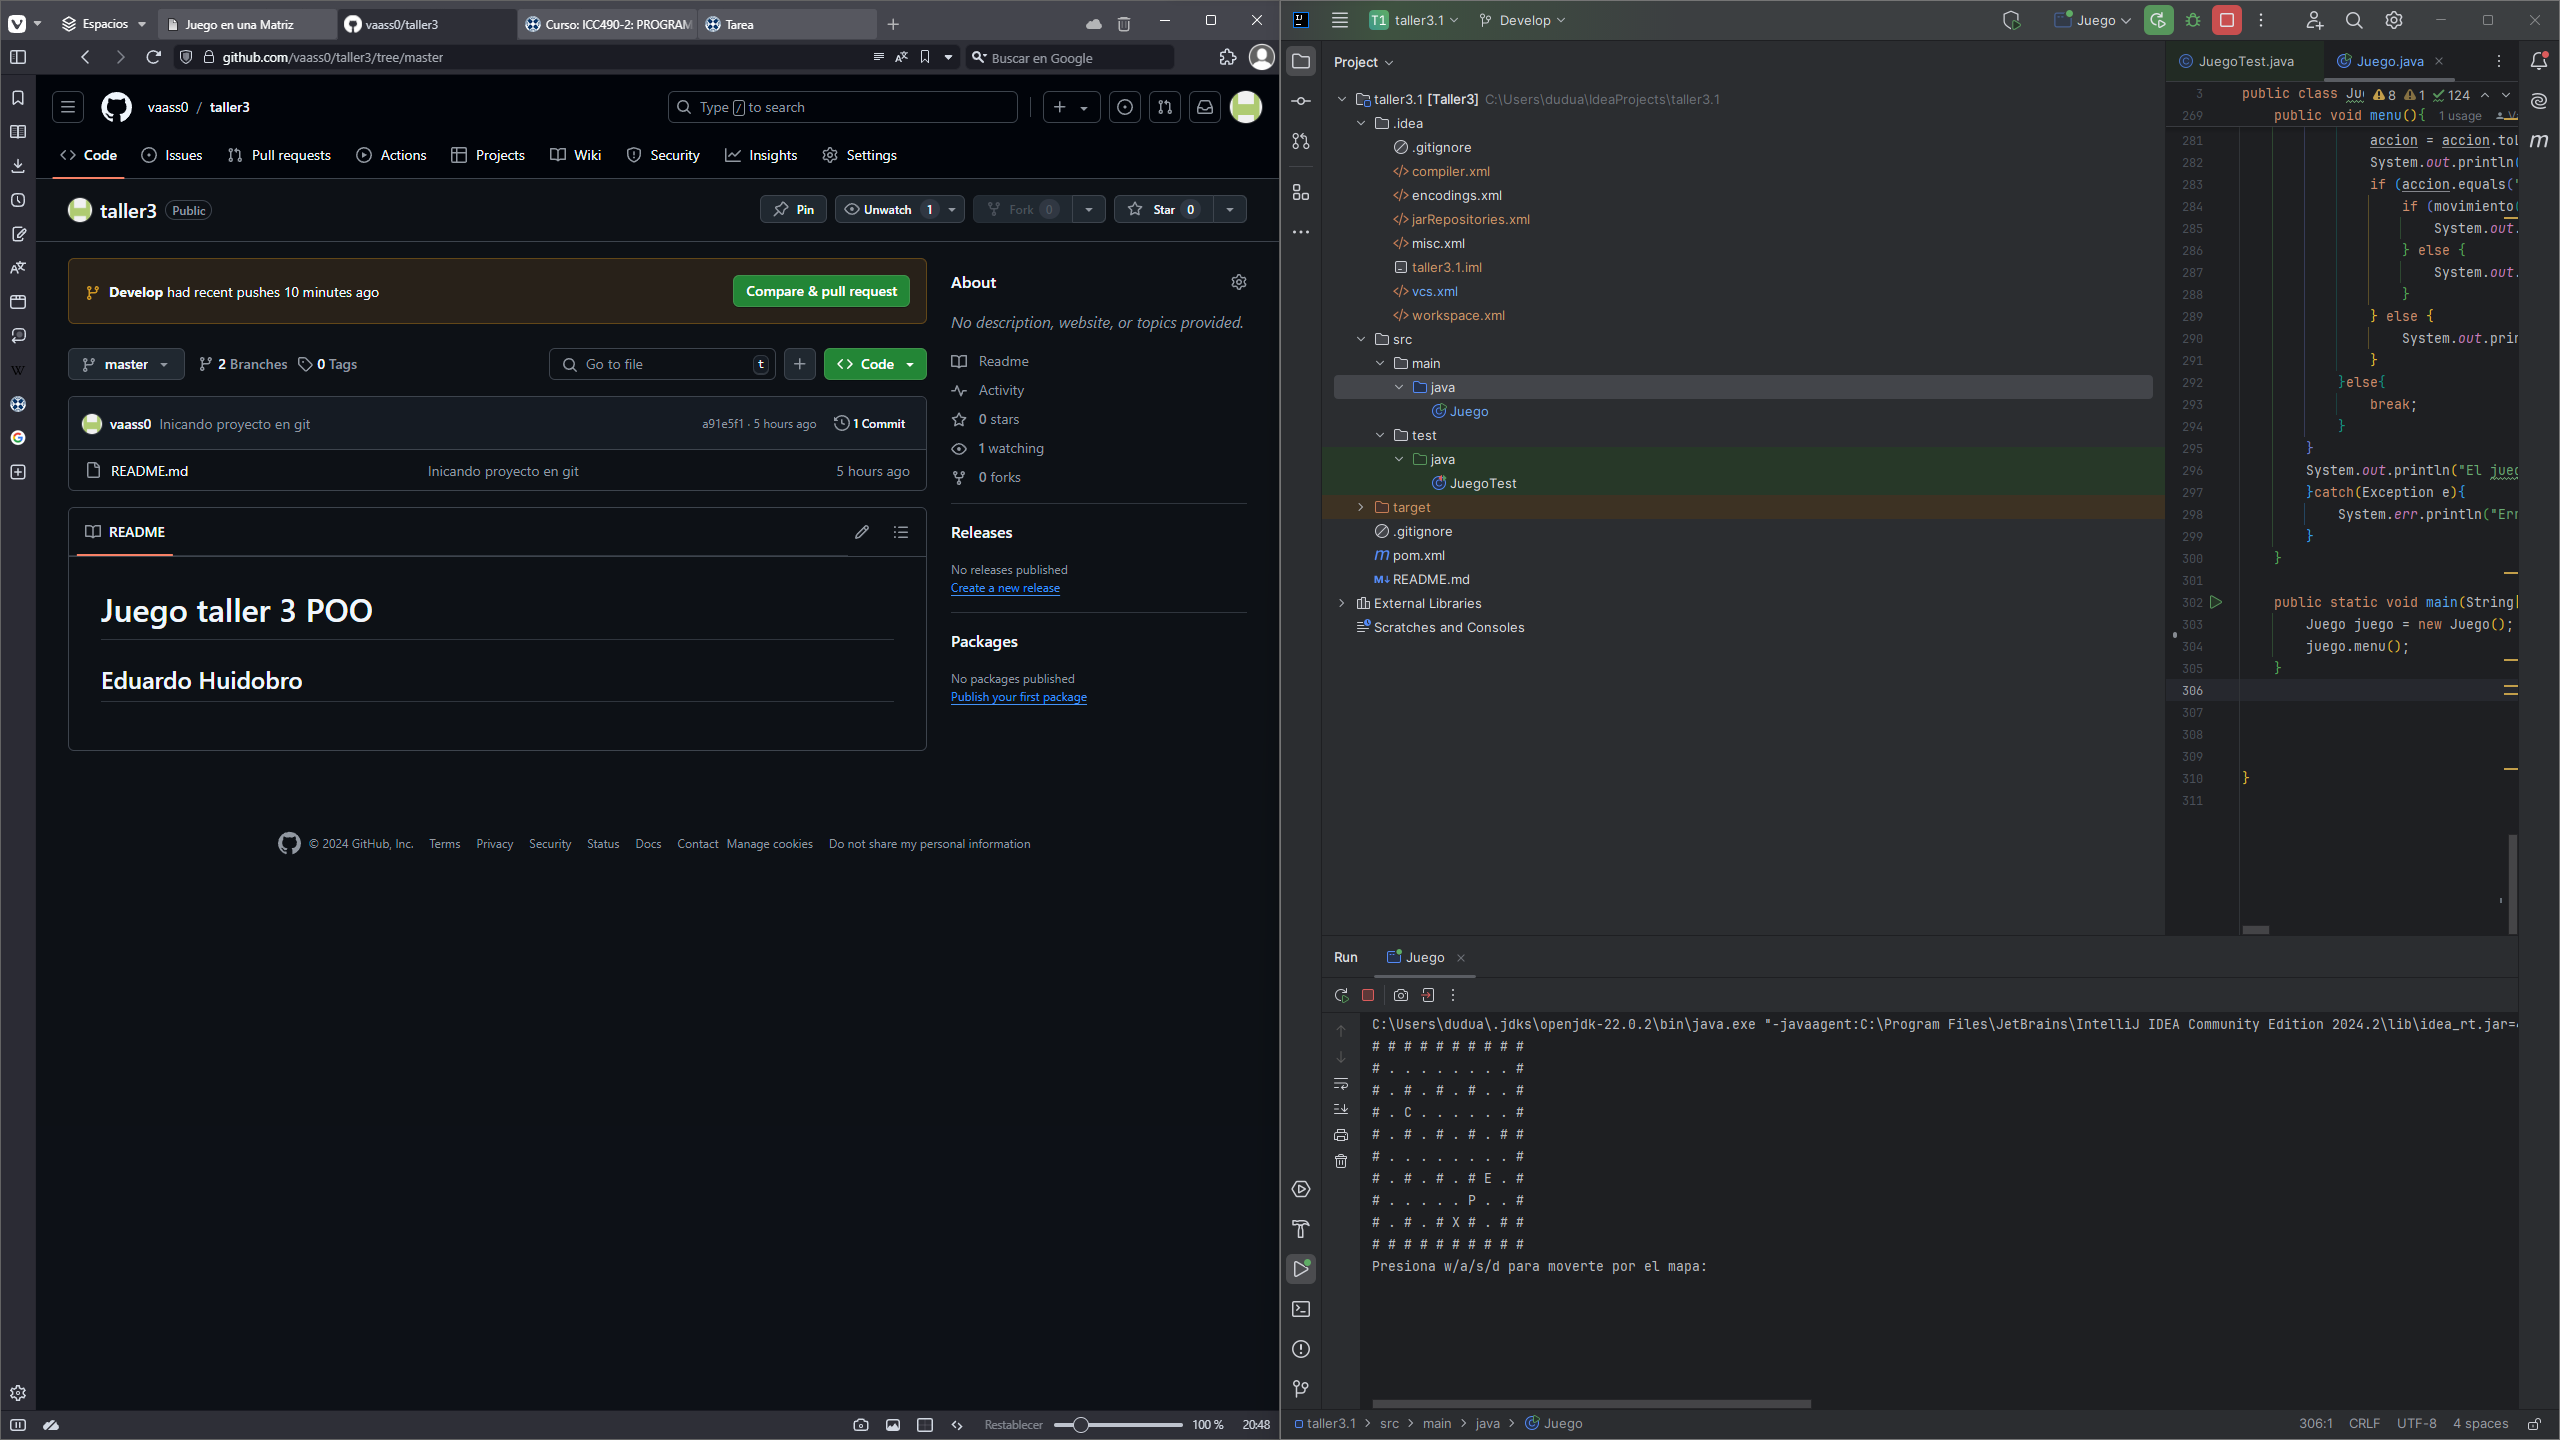 Espacios
Juego en una Matriz
vaass0/taller3
Curso: ICC490-2: PROGRAM
Tarea
github.com/vaass0/taller3/tree/master
Buscar en Google
vaass0 / taller3
Type / to search
Code
Issues
Pull requests
Actions
Projects
Wiki
Security
Insights
Settings
taller3
Public
Pin
Unwatch 1
Fork 0
Star 0
Develop had recent pushes 10 minutes ago
Compare & pull request
master
2 Branches
0 Tags
Go to file
t
Code
vaass0 Inicando proyecto en git
a91e5f1 · 5 hours ago
1 Commit
README.md
Inicando proyecto en git
5 hours ago
README
Juego taller 3 POO
Eduardo Huidobro
About
No description, website, or topics provided.
Readme
Activity
0 stars
1 watching
0 forks
Releases
No releases published
Create a new release
Packages
No packages published
Publish your first package
© 2024 GitHub, Inc.
Terms
Privacy
Security
Status
Docs
Contact
Manage cookies
Do not share my personal information
Restablecer
100 %
20:48
T1 taller3.1
Develop
Juego
Project
taller3.1 [Taller3] C:\Users\dudua\IdeaProjects\taller3.1
.idea
.gitignore
compiler.xml
encodings.xml
jarRepositories.xml
misc.xml
taller3.1.iml
vcs.xml
workspace.xml
src
main
java
Juego
test
java
JuegoTest
target
.gitignore
pom.xml
README.md
External Libraries
Scratches and Consoles
JuegoTest.java
Juego.java
8 1 124
3 public class Ju
269 public void menu(){ 1 usage
281 accion = accion.toL
282 System.out.println(
283 if (accion.equals("
284 if (movimiento(
285 System.out.
286 } else {
287 System.out.
288 }
289 } else {
290 System.out.prin
291 }
292 }else{
293 break;
294 }
295 }
296 System.out.println("El jueg
297 }catch(Exception e){
298 System.err.println("Err
299 }
300 }
301
302 public static void main(String[
303 Juego juego = new Juego();
304 juego.menu();
305 }
306
307
308
309
310 }
311
Run
Juego
C:\Users\dudua\.jdks\openjdk-22.0.2\bin\java.exe "-javaagent:C:\Program Files\JetBrains\IntelliJ IDEA Community Edition 2024.2\lib\idea_rt.jar=
# # # # # # # # # #
# . . . . . . . . #
# . # . # . # . . #
# . C . . . . . . #
# . # . # . # . # #
# . . . . . . . . #
# . # . # . # E . #
# . . . . . P . . #
# . # . # X # . # #
# # # # # # # # # #
Presiona w/a/s/d para moverte por el mapa:
taller3.1 > src > main > java > Juego
306:1
CRLF
UTF-8
4 spaces